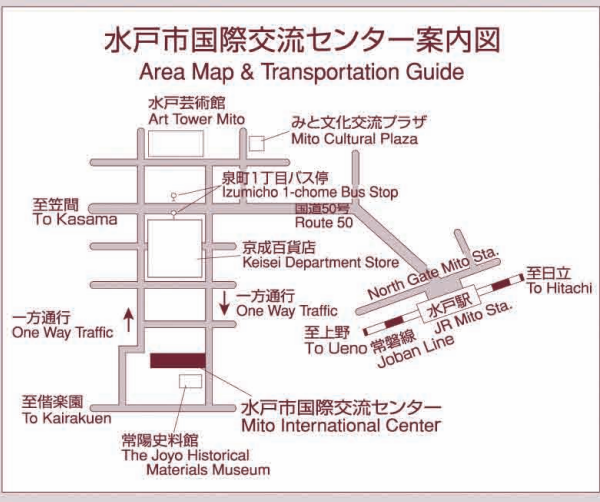 水戸市国際交流センター案内図
Area Map & Transportation Guide
水戸芸術館
Art Tower Mito
みと文化交流プラザ
Mito Cultural Plaza
泉町1丁目バス停
Izumicho 1-chome Bus Stop
至笠間
To Kasama
国道50号
Route 50
京成百貨店
Keisei Department Store
North Gate Mito Sta.
至日立
To Hitachi
一方通行
One Way Traffic
一方通行
One Way Traffic
水戸駅
JR Mito Sta.
至上野
To Ueno
常磐線
Joban Line
至偕楽園
To Kairakuen
水戸市国際交流センター
Mito International Center
常陽史料館
The Joyo Historical
Materials Museum